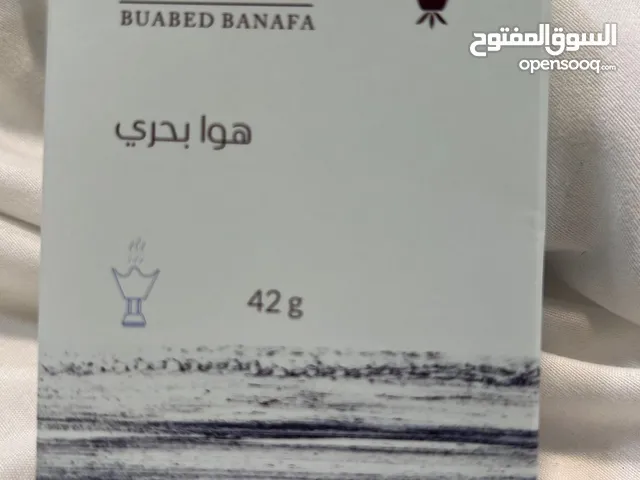 BUABED BANAFA
السوق المفتوح
opensooq.com
هوا بحري
42 g